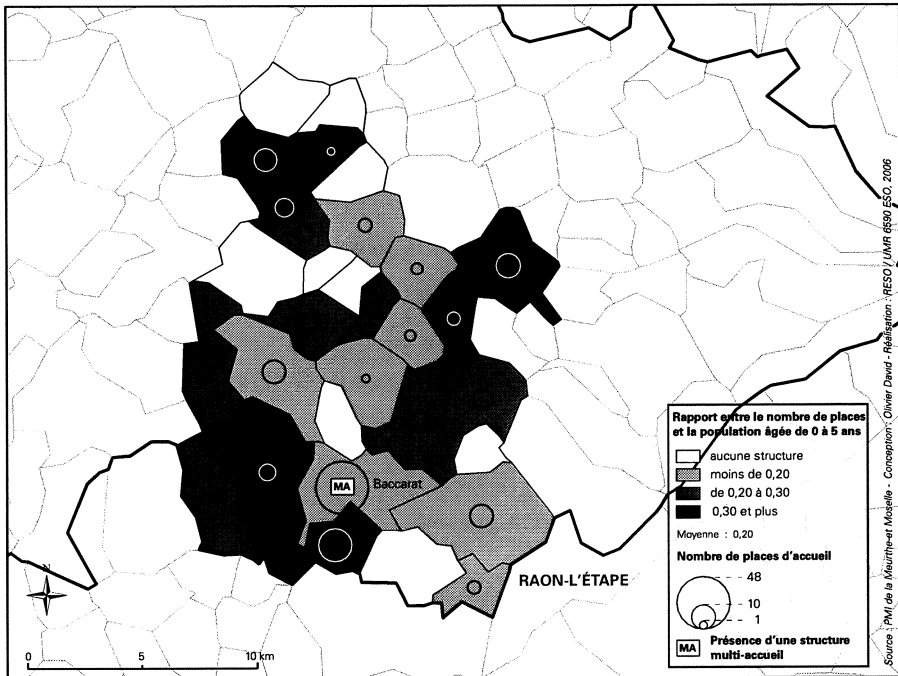 Baccarat
MA
RAON-L'ÉTAPE
N
0 5 10 km
Rapport entre le nombre de places
et la population âgée de 0 à 5 ans
aucune structure
moins de 0,20
de 0,20 à 0,30
0,30 et plus
Moyenne : 0,20
Nombre de places d'accueil
48
10
1
MA Présence d'une structure
multi-accueil
Source : PMI de la Meurthe-et Moselle - Conception : Olivier David - Réalisation : RESO / UMR 6590 ESO, 2006